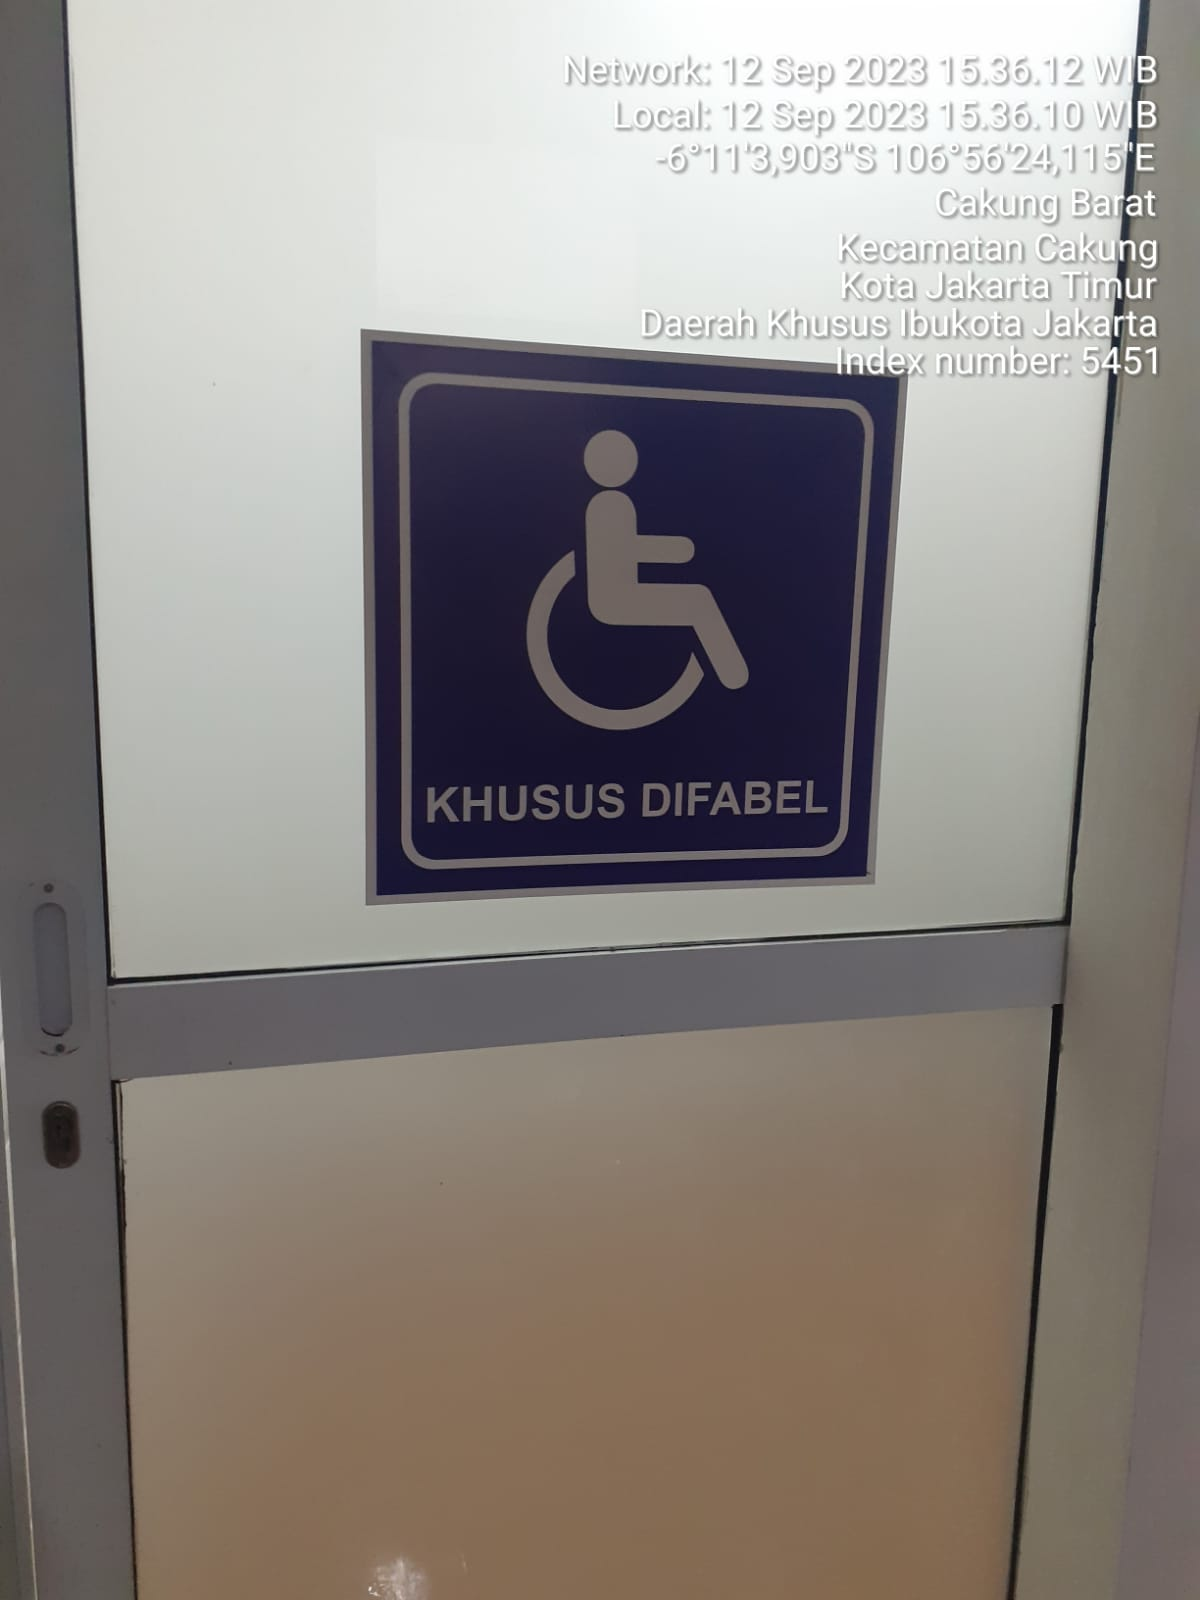 Network: 12 Sep 2023 15.36.12 WIB
Local: 12 Sep 2023 15.36.10 WIB
-6°11'3,903"S 106°56'24,115"E
Cakung Barat
Kecamatan Cakung
Kota Jakarta Timur
Daerah Khusus Ibukota Jakarta
Index number: 5451
KHUSUS DIFABEL